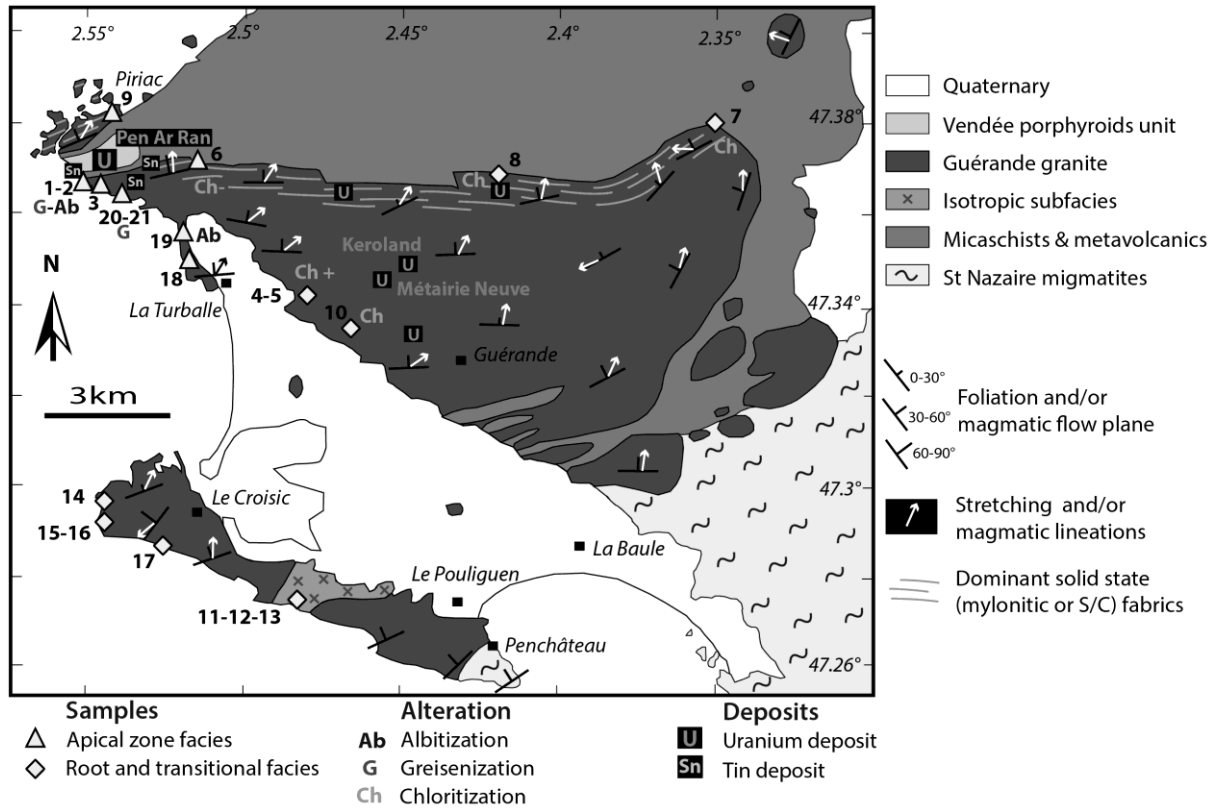 2.55° 2.5° 2.45° 2.4° 2.35°
Piriac
9
47.38°
7
Pen Ar Ran
U
Sn
6
8
Ch
Sn
Sn
Ch
Ch
U
U
1-2
3
G-Ab
20-21
G
19
Ab
Keroland
U
N
18
Ch +
U
Métairie Neuve
4-5
47.34°
La Turballe
10
Ch
U
Guérande
3km
14
Le Croisic
47.3°
15-16
17
La Baule
Le Pouliguen
11-12-13
Penchâteau
47.26°
Quaternary
Vendée porphyroids unit
Guérande granite
Isotropic subfacies
Micaschists & metavolcanics
St Nazaire migmatites
0-30°
30-60°
60-90°
Foliation and/or
magmatic flow plane
Stretching and/or
magmatic lineations
Dominant solid state
(mylonitic or S/C) fabrics
Samples
Apical zone facies
Root and transitional facies
Alteration
Ab Albitization
G Greisenization
Ch Chloritization
Deposits
U Uranium deposit
Sn Tin deposit